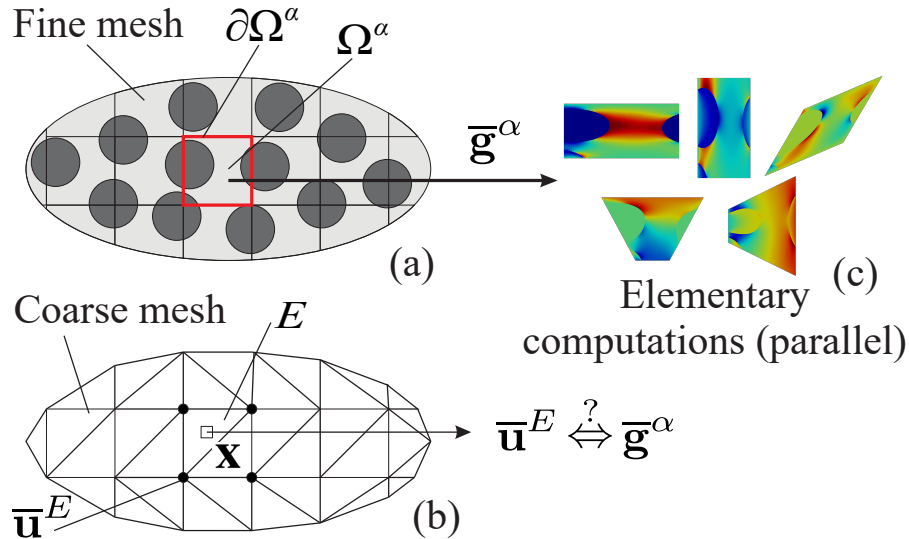 Fine mesh
∂Ω^α
Ω^α
g̅^α
(a)
(c)
Elementary
computations (parallel)
Coarse mesh
E
x
u̅^E ⇔? g̅^α
u̅^E
(b)